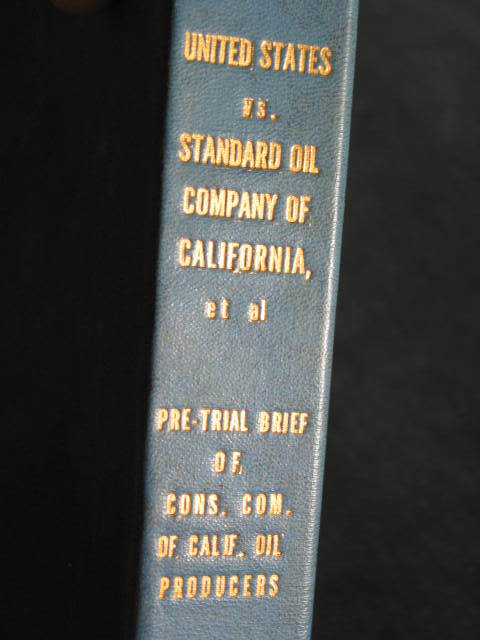 UNITED STATES
vs.
STANDARD OIL
COMPANY OF
CALIFORNIA,
et al
PRE-TRIAL BRIEF
OF
CONS. COM.
OF CALIF. OIL
PRODUCERS